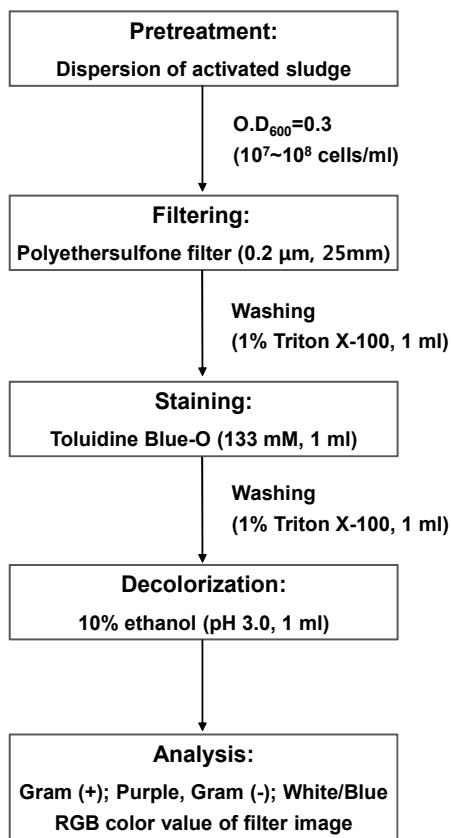 Pretreatment:
Dispersion of activated sludge
O.D₆₀₀=0.3
(10⁷~10⁸ cells/ml)
Filtering:
Polyethersulfone filter (0.2 μm, 25mm)
Washing
(1% Triton X-100, 1 ml)
Staining:
Toluidine Blue-O (133 mM, 1 ml)
Washing
(1% Triton X-100, 1 ml)
Decolorization:
10% ethanol (pH 3.0, 1 ml)
Analysis:
Gram (+); Purple, Gram (-); White/Blue
RGB color value of filter image